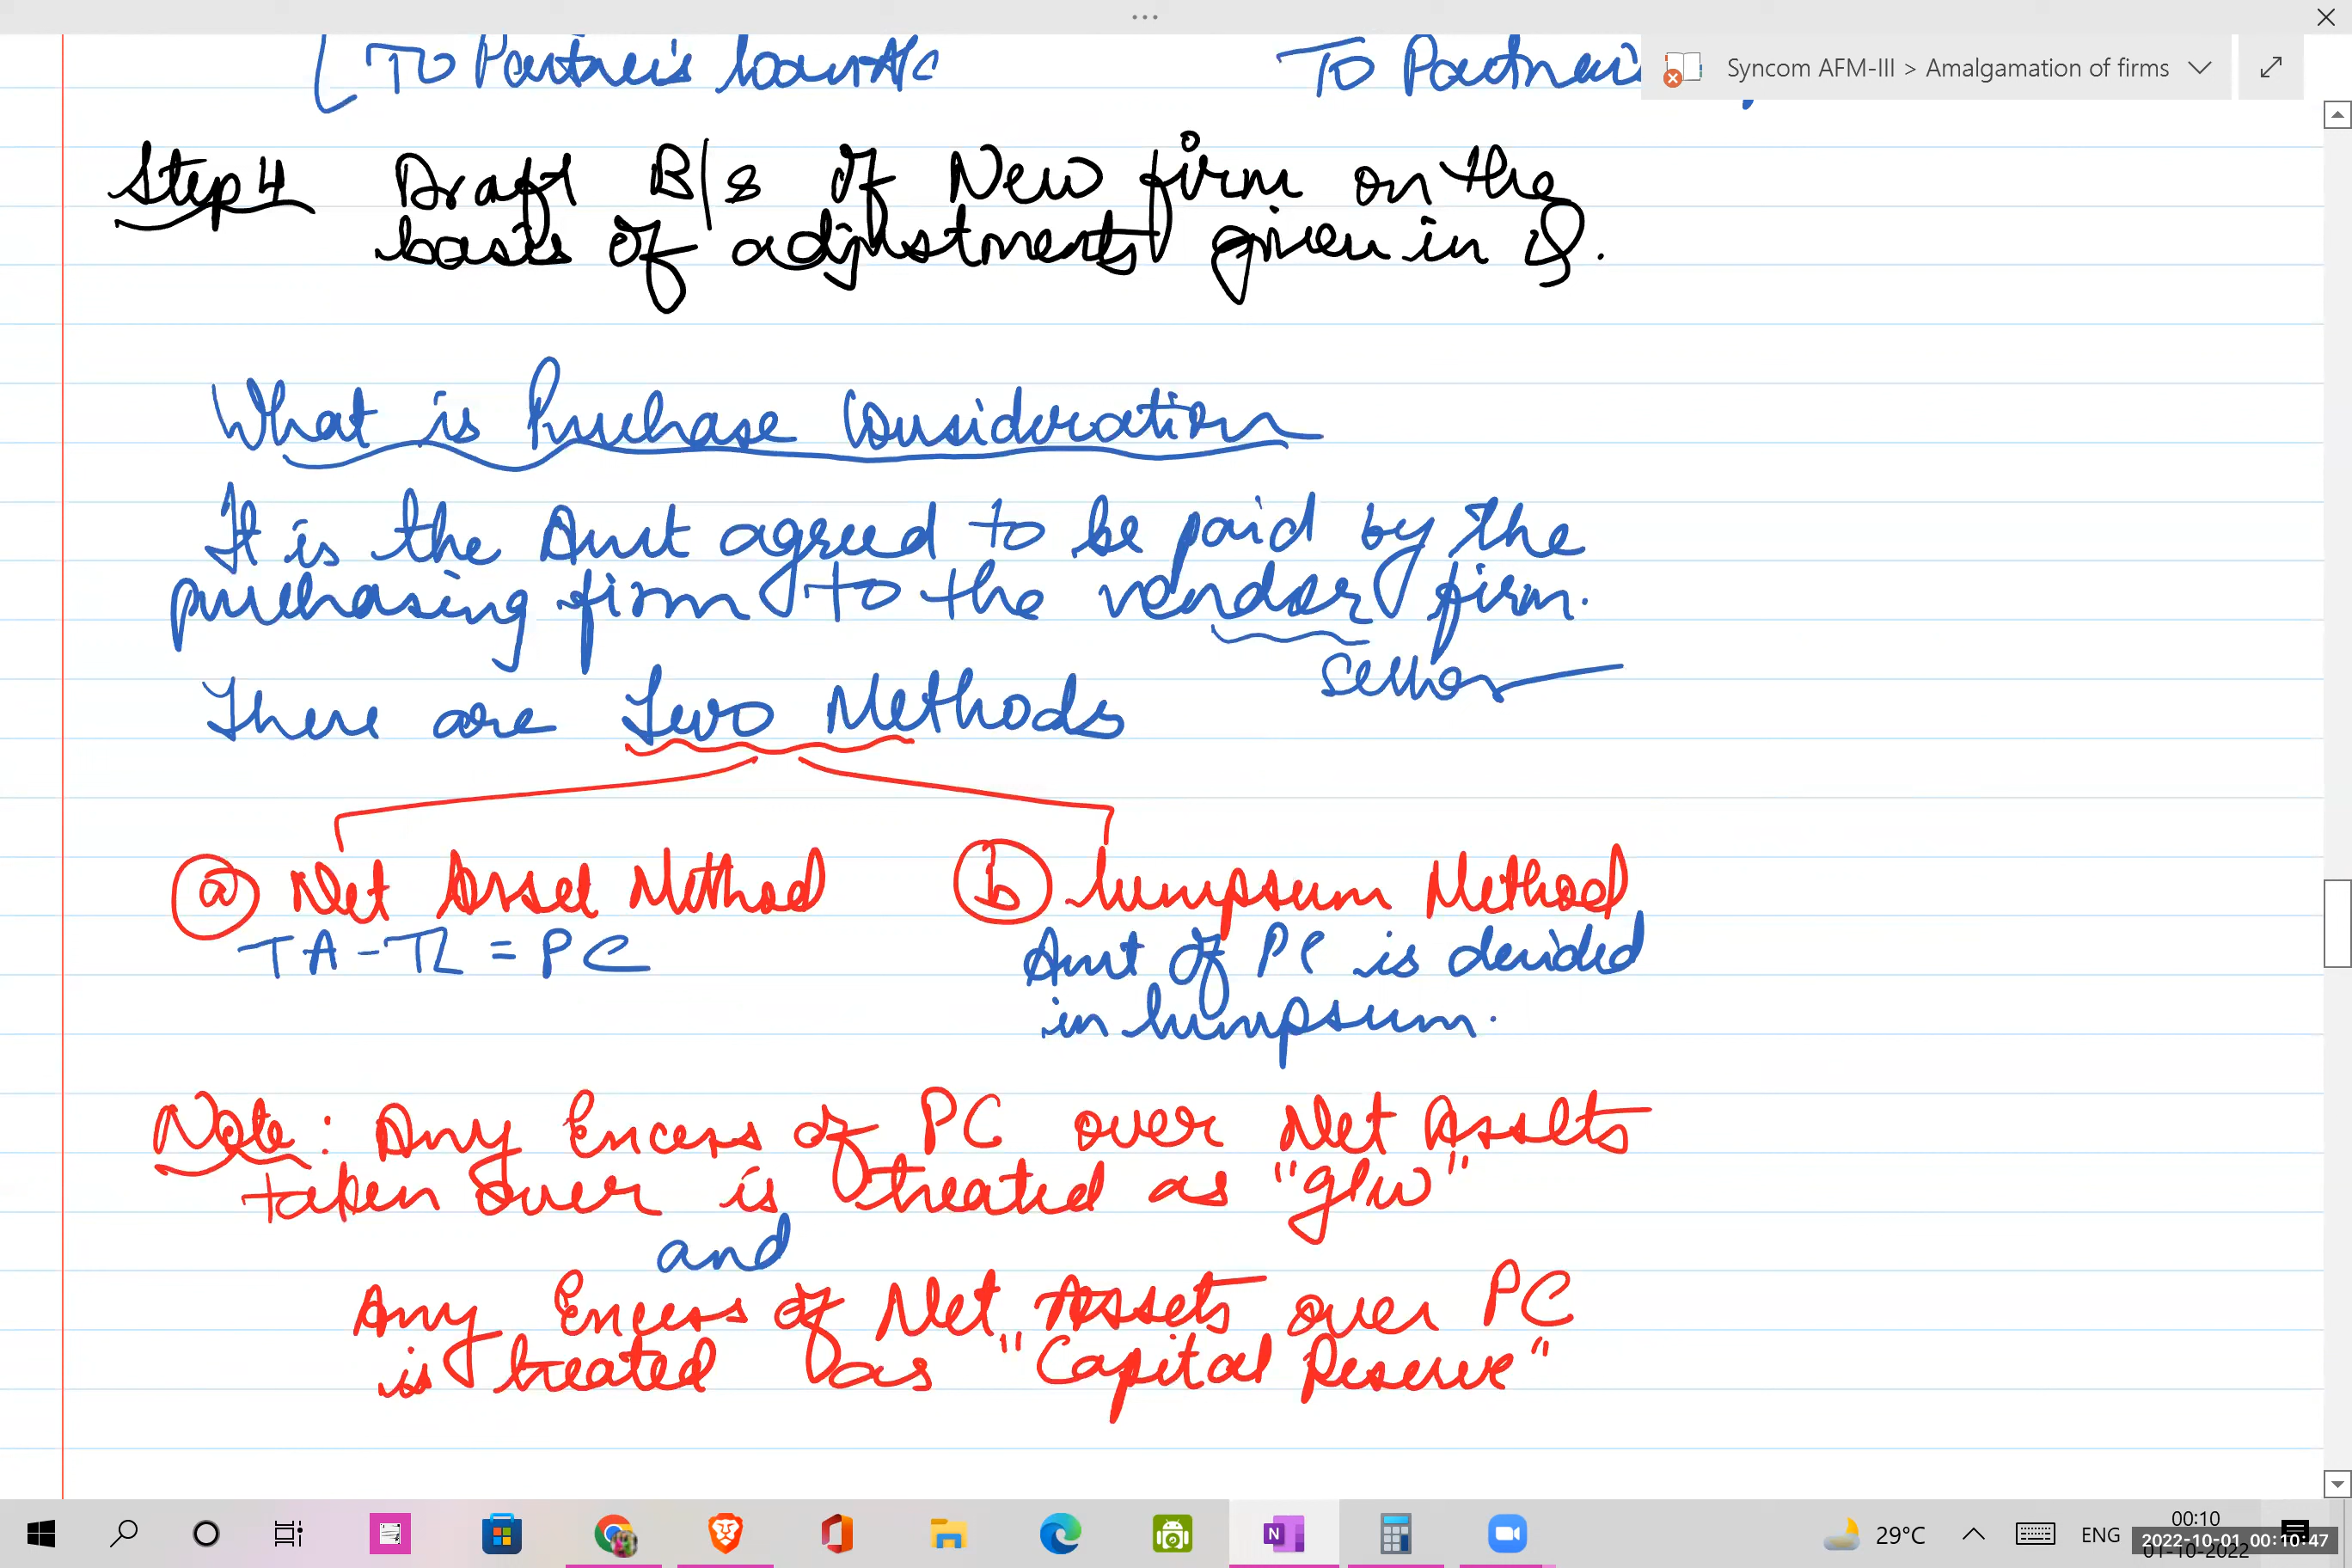 To Partner's loan A/c To Partner's
Syncom AFM-III > Amalgamation of firms
Step 4 Draft B/s of New firm on the
basis of adjustments given in Q.
What is Purchase Consideration
It is the Amt agreed to be paid by the
purchasing firm to the vendor firm.
seller
There are Two Methods
a Net Asset Method b lumpsum Method
TA - TL = PC Amt of PC is decided
in lumpsum.
Note: Any Excess of PC over Net Assets
taken over is treated as "g/w"
and
Any Excess of Net Assets over PC
is treated as "Capital Reserve"
29°C ENG 00:10
2022-10-01 00:10:47
01-10-2022